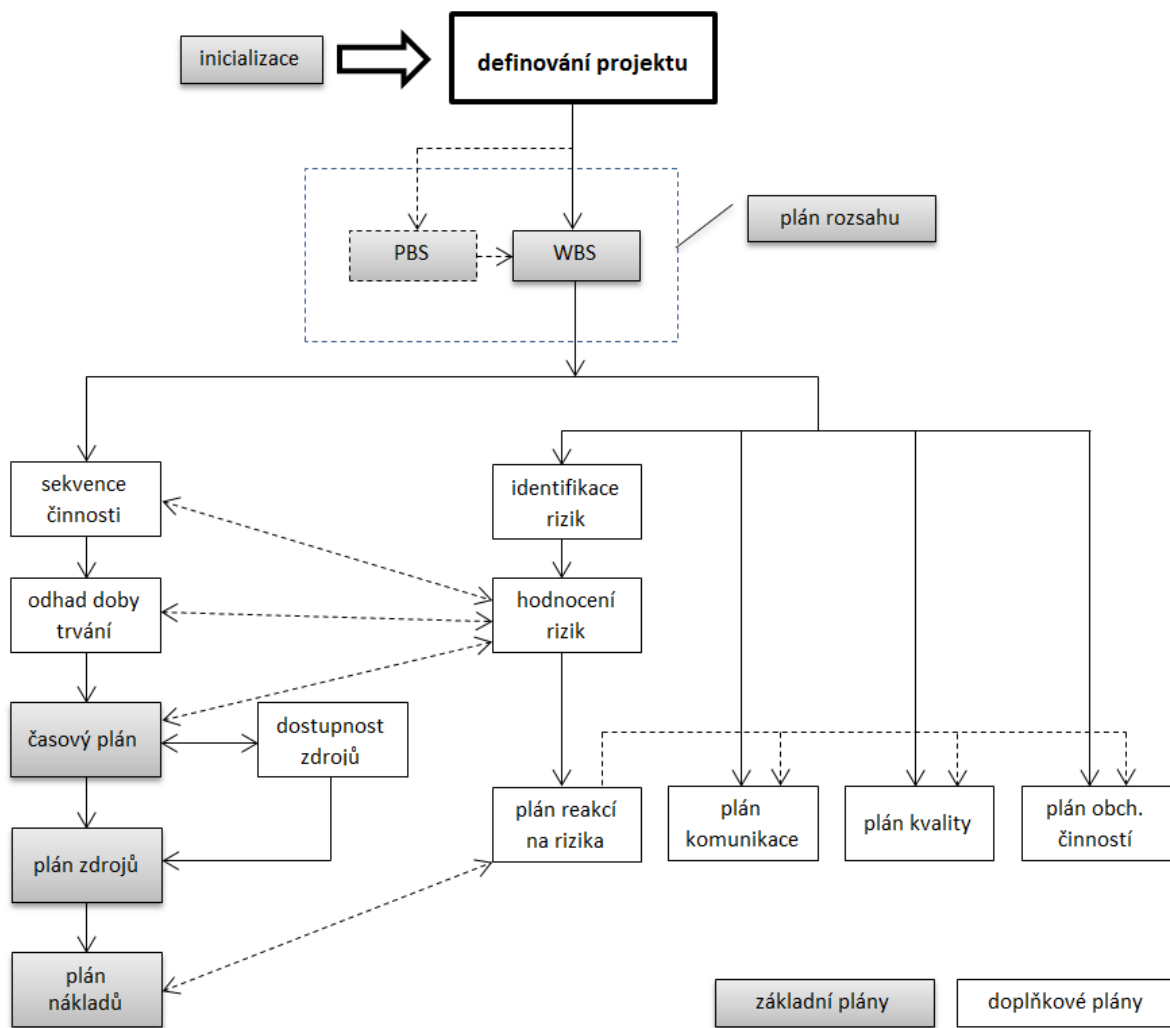 inicializace
definování projektu
plán rozsahu
PBS
WBS
sekvence
činnosti
identifikace
rizik
odhad doby
trvání
hodnocení
rizik
časový plán
dostupnost
zdrojů
plán reakcí
na rizika
plán
komunikace
plán kvality
plán obch.
činností
plán zdrojů
plán
nákladů
základní plány
doplňkové plány